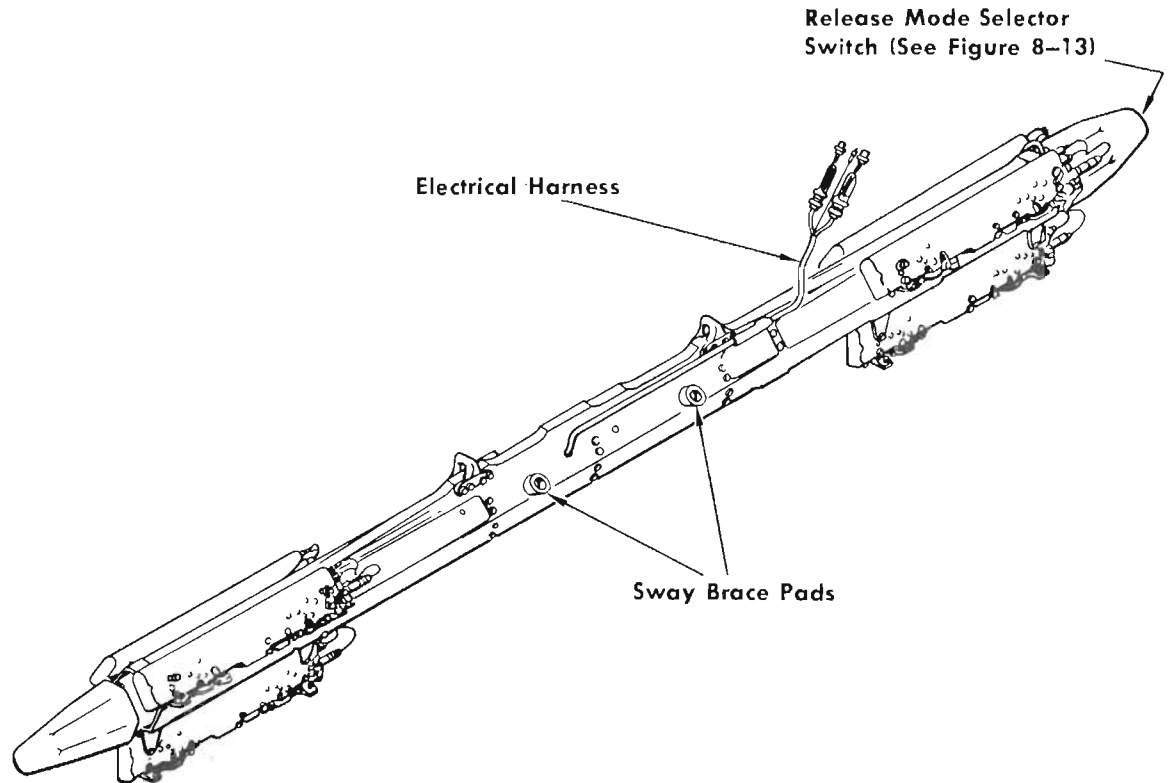 Release Mode Selector
Switch (See Figure 8–13)
Electrical Harness
Sway Brace Pads